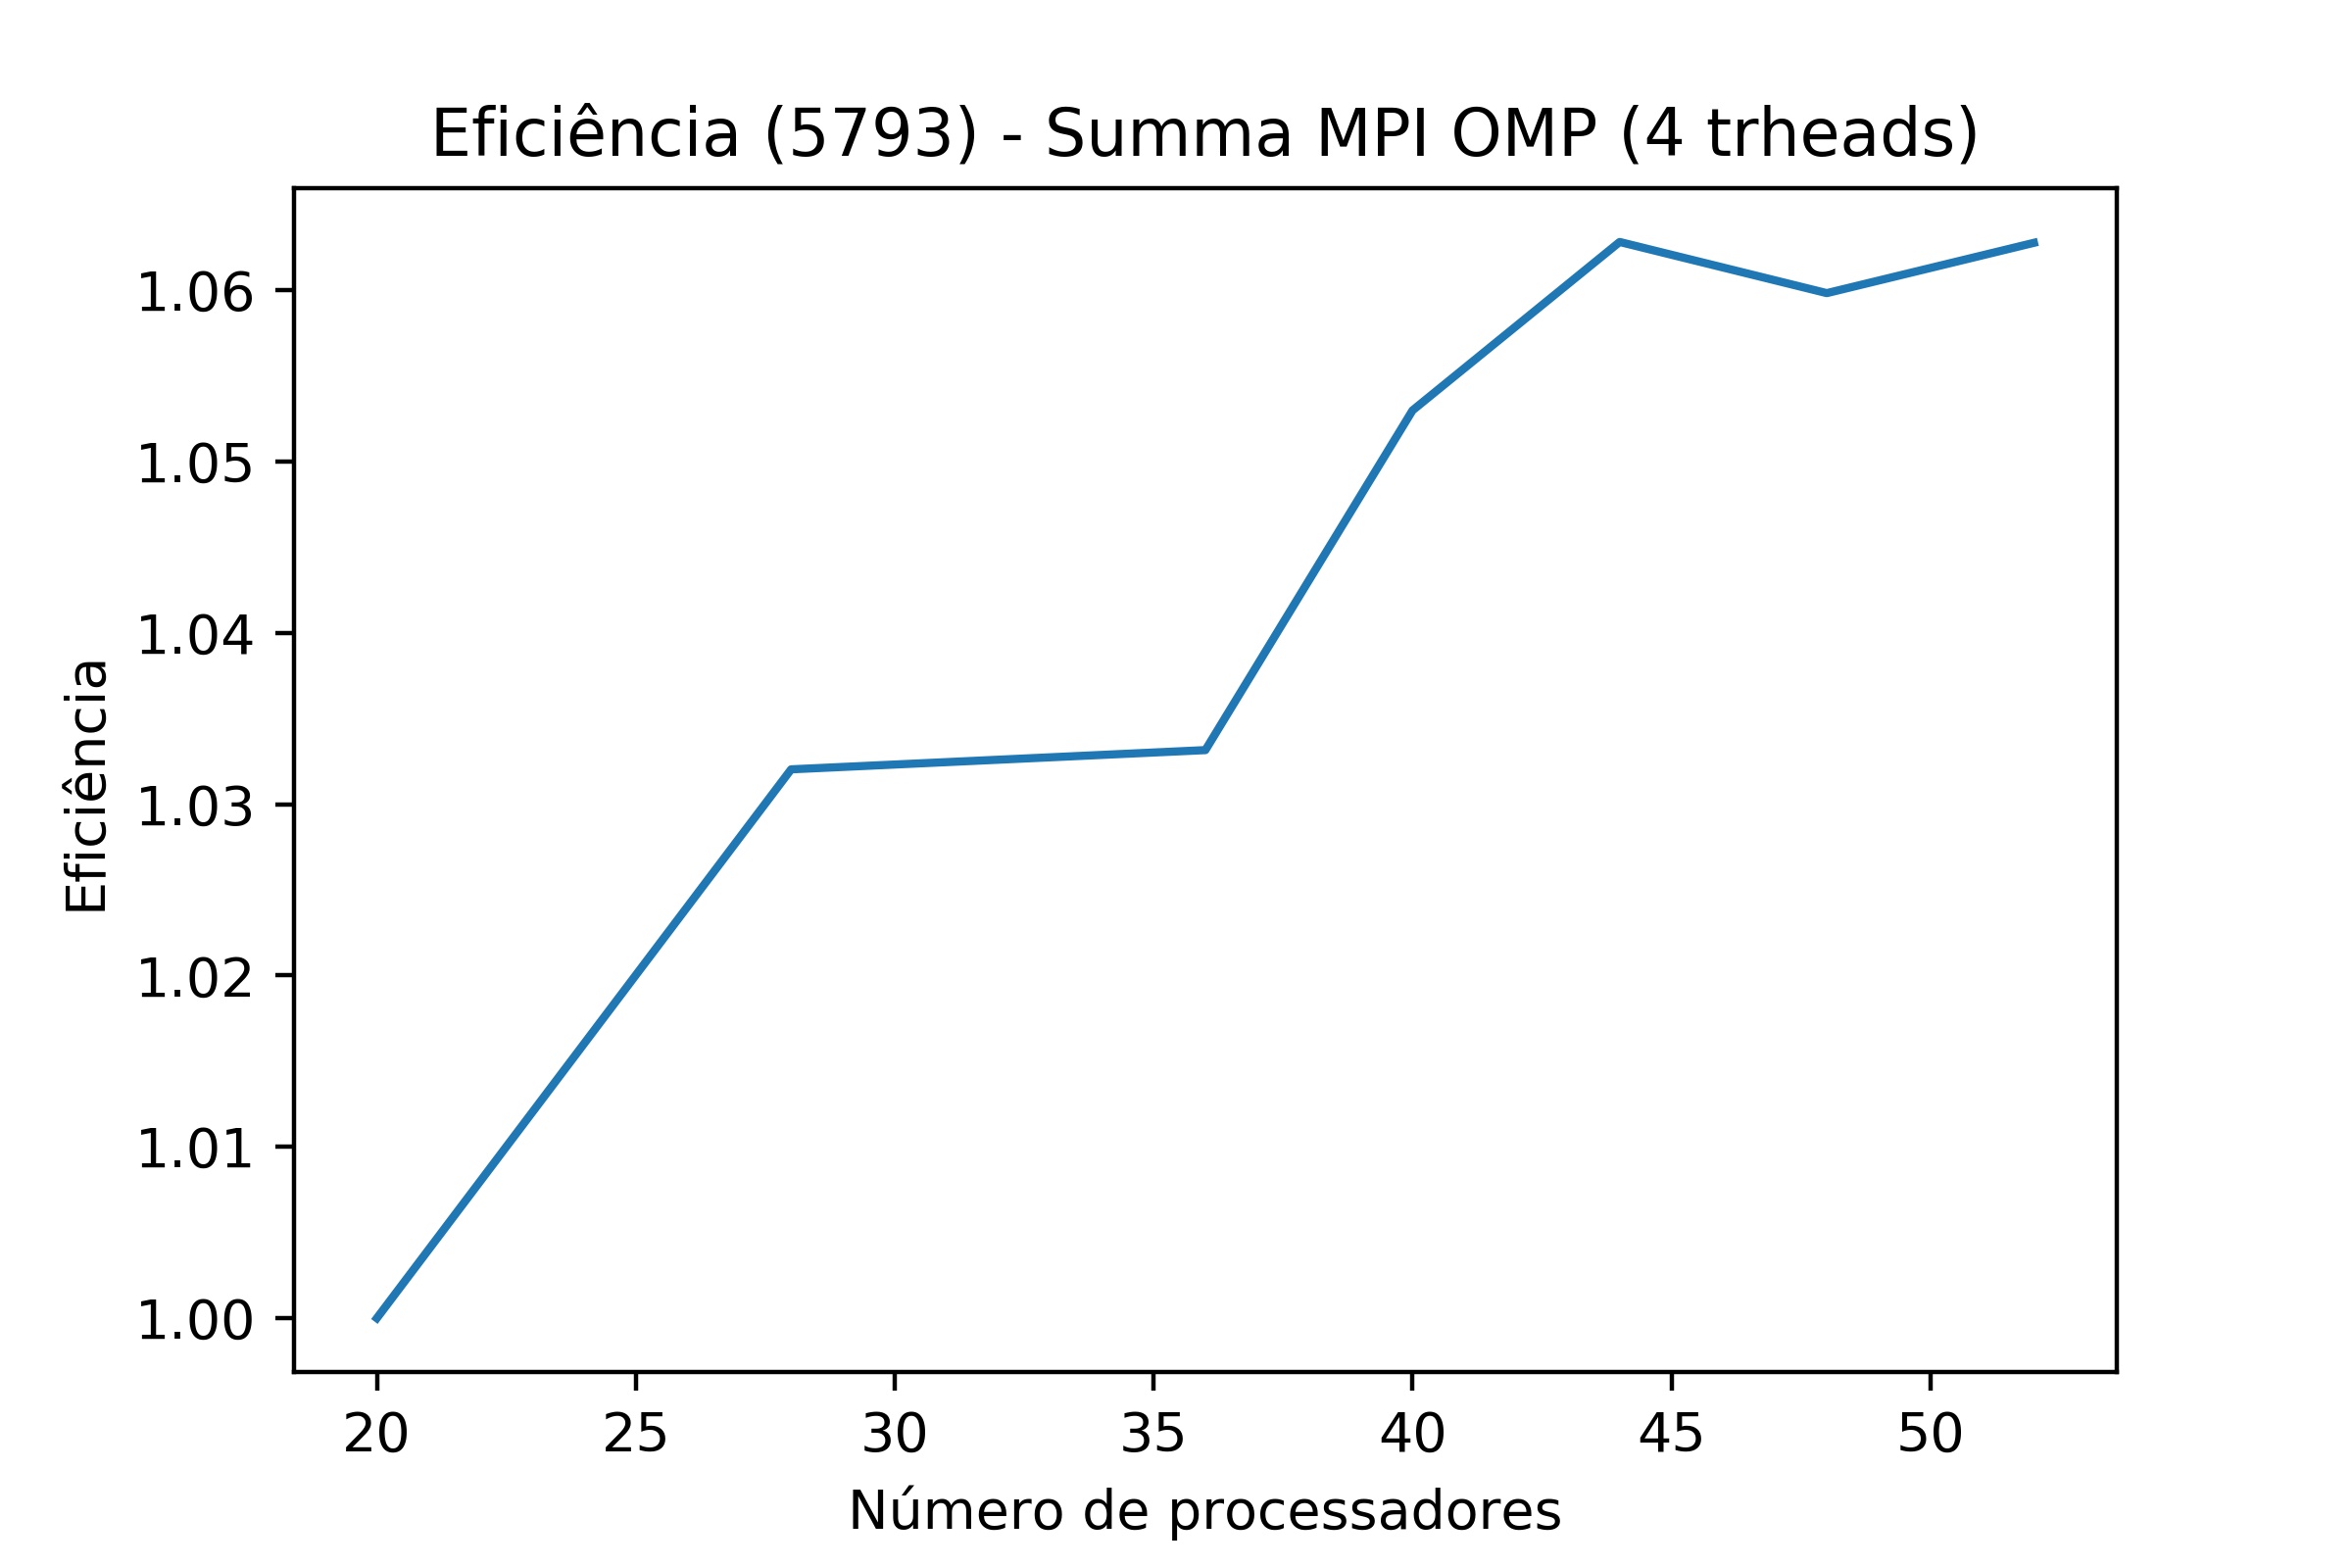 Eficiência (5793) - Summa MPI OMP (4 trheads)
Eficiência
1.06
1.05
1.04
1.03
1.02
1.01
1.00
20 25 30 35 40 45 50
Número de processadores